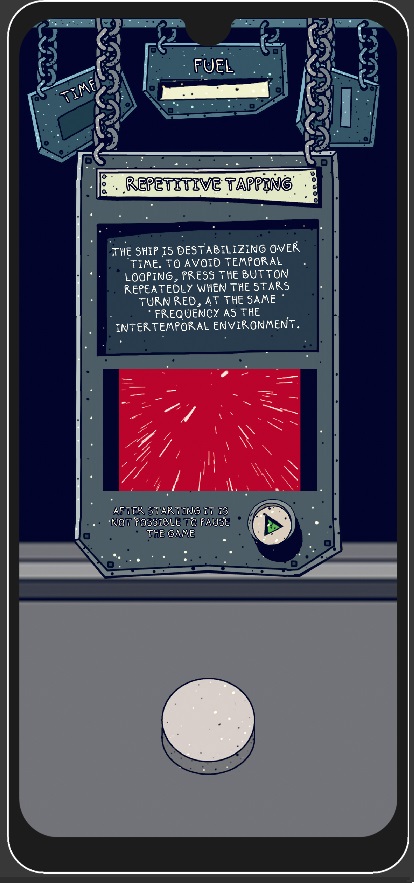 FUEL
TIME
REPETITIVE TAPPING
THE SHIP IS DESTABILIZING OVER
TIME. TO AVOID TEMPORAL
LOOPING, PRESS THE BUTTON
REPEATEDLY WHEN THE STARS
TURN RED, AT THE SAME
FREQUENCY AS THE
INTERTEMPORAL ENVIRONMENT.
AFTER STARTING IT IS
NOT POSSIBLE TO PAUSE
THE GAME